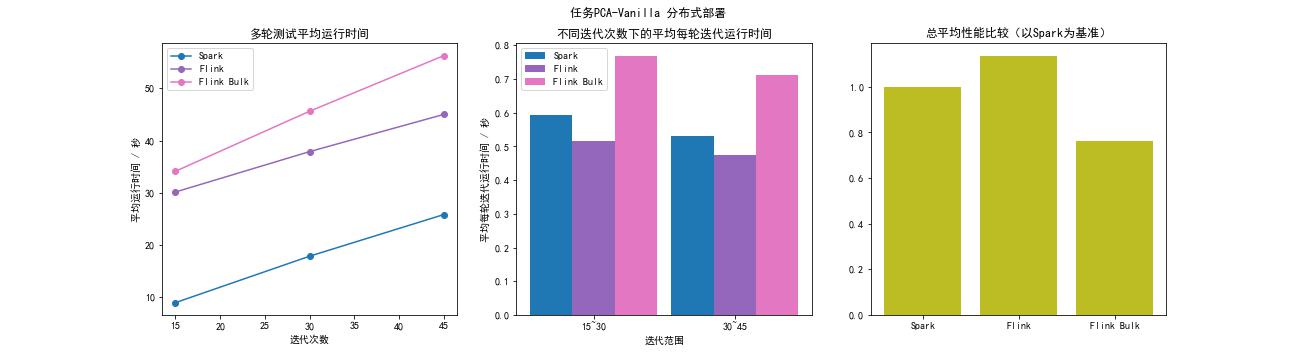 任务PCA-Vanilla 分布式部署
多轮测试平均运行时间
平均运行时间 / 秒
50
40
30
20
10
Spark
Flink
Flink Bulk
15 20 25 30 35 40 45
迭代次数
不同迭代次数下的平均每轮迭代运行时间
平均每轮迭代运行时间 / 秒
0.8
0.7
0.6
0.5
0.4
0.3
0.2
0.1
0.0
Spark
Flink
Flink Bulk
15~30 30~45
迭代范围
总平均性能比较（以Spark为基准）
1.0
0.8
0.6
0.4
0.2
0.0
Spark Flink Flink Bulk